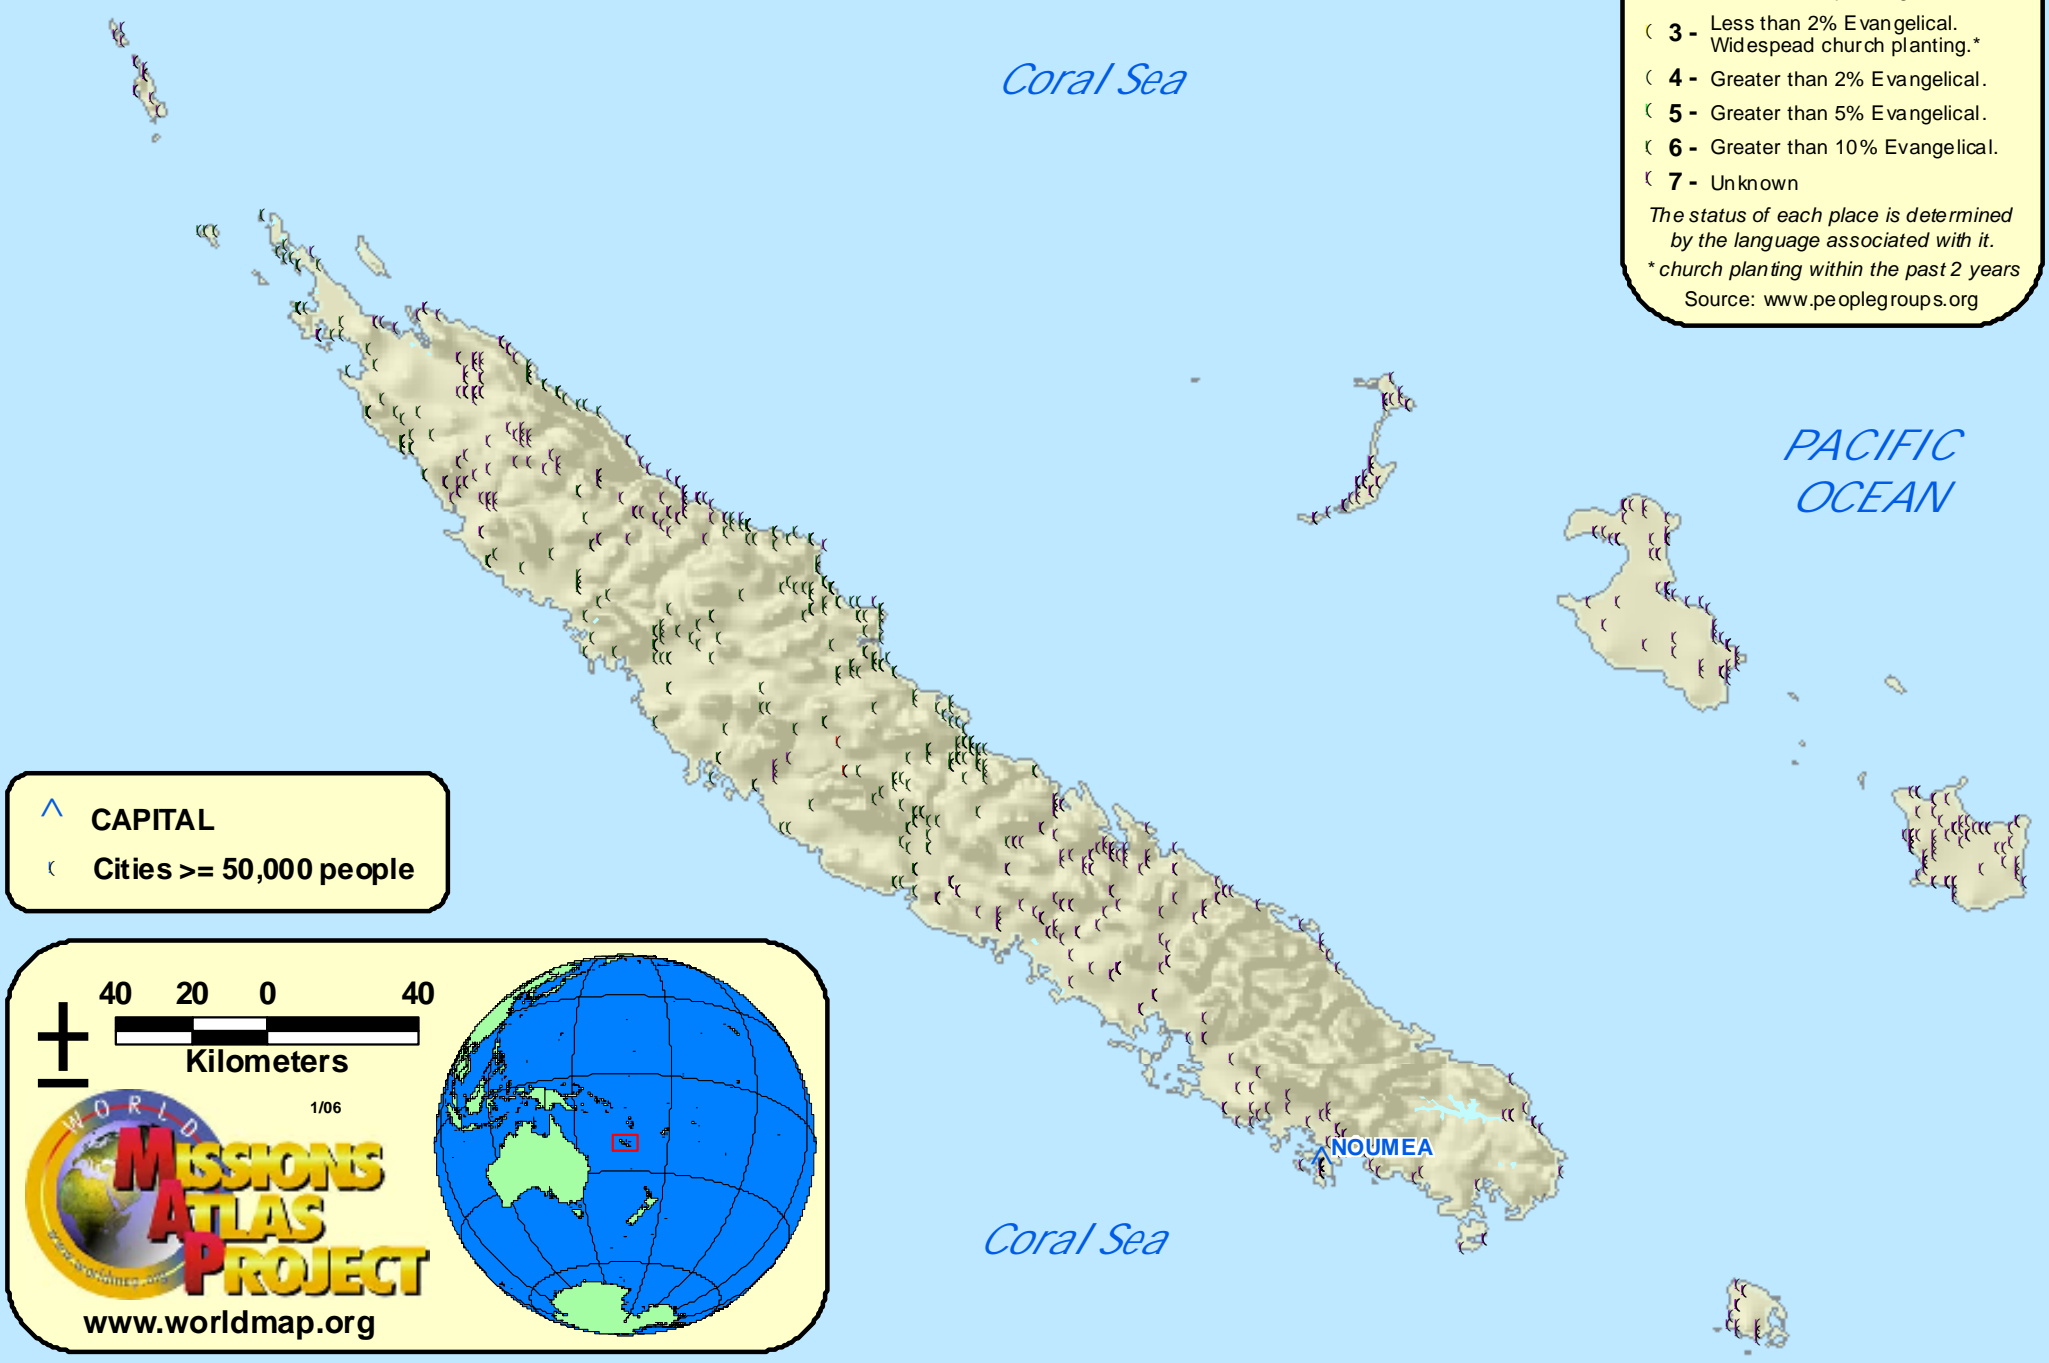 Coral Sea
3 - Less than 2% Evangelical.
Widespead church planting.*
4 - Greater than 2% Evangelical.
5 - Greater than 5% Evangelical.
6 - Greater than 10% Evangelical.
7 - Unknown
The status of each place is determined
by the language associated with it.
* church planting within the past 2 years
Source: www.peoplegroups.org
PACIFIC
OCEAN
CAPITAL
Cities >= 50,000 people
40 20 0 40
Kilometers
1/06
WORLD
MISSIONS
ATLAS
PROJECT
www.worldmap.org
www.worldmap.org
NOUMEA
Coral Sea